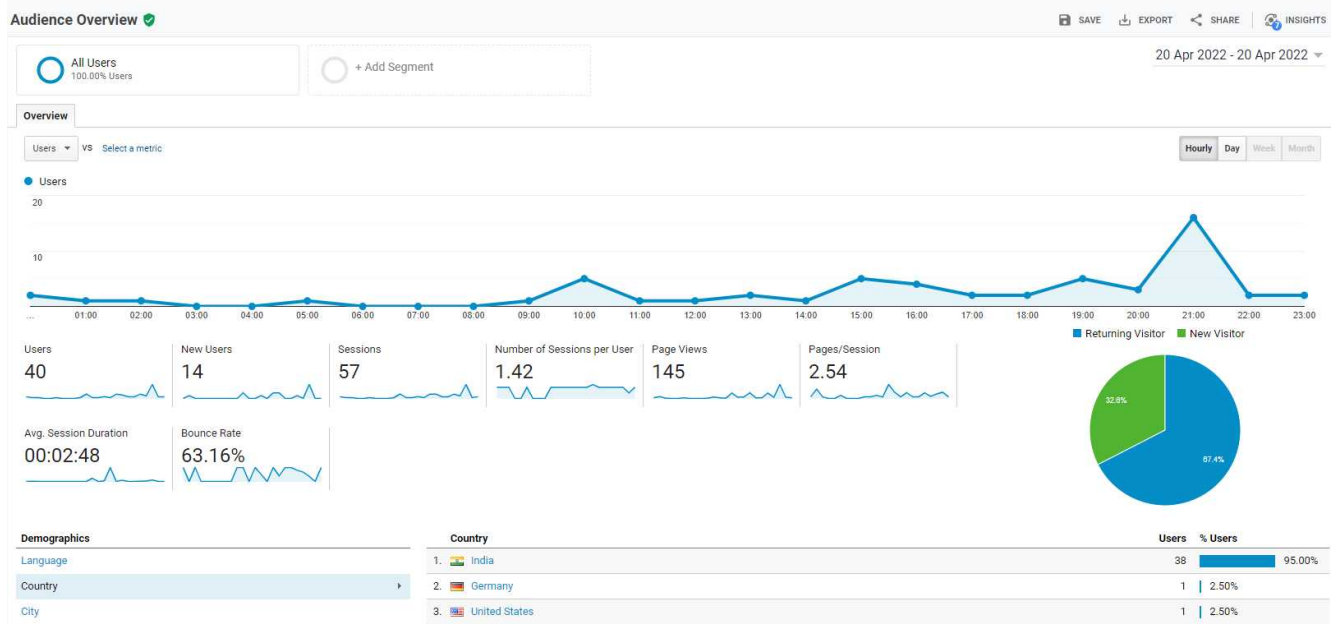 Audience Overview
SAVE EXPORT SHARE INSIGHTS
7
All Users
100.00% Users
+ Add Segment
20 Apr 2022 - 20 Apr 2022
Overview
Users VS Select a metric
Hourly Day Week Month
Users
20
10
... 01:00 02:00 03:00 04:00 05:00 06:00 07:00 08:00 09:00 10:00 11:00 12:00 13:00 14:00 15:00 16:00 17:00 18:00 19:00 20:00 21:00 22:00 23:00
Returning Visitor New Visitor
Users New Users Sessions Number of Sessions per User Page Views Pages/Session
40 14 57 1.42 145 2.54
32.6%
67.4%
Avg. Session Duration Bounce Rate
00:02:48 63.16%
Demographics
Language
Country
City
Country Users % Users
1. India 38 95.00%
2. Germany 1 2.50%
3. United States 1 2.50%